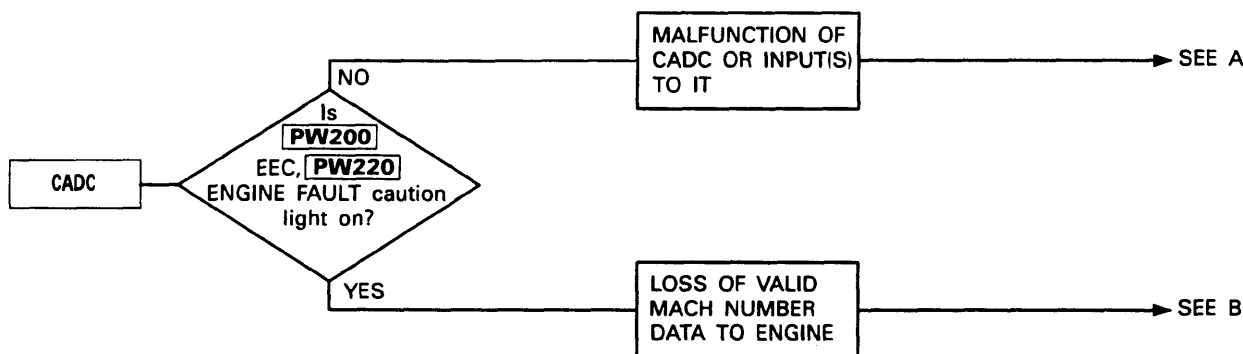 CADC
Is
PW200
EEC, PW220
ENGINE FAULT caution
light on?
NO
MALFUNCTION OF
CADC OR INPUT(S)
TO IT
SEE A
YES
LOSS OF VALID
MACH NUMBER
DATA TO ENGINE
SEE B